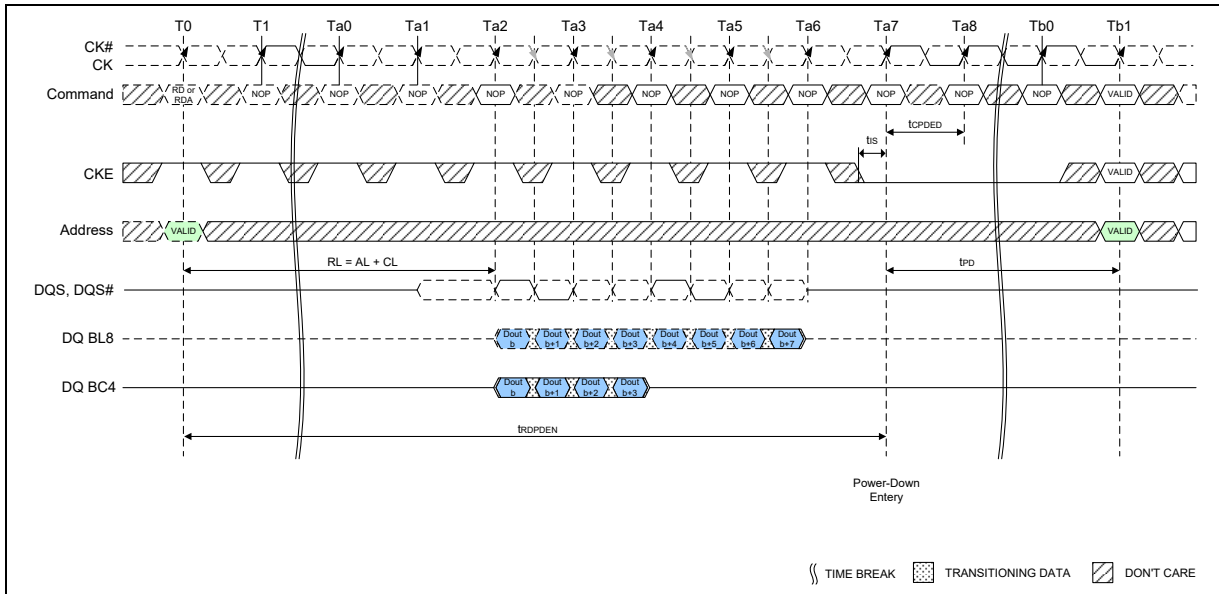 T0 T1 Ta0 Ta1 Ta2 Ta3 Ta4 Ta5 Ta6 Ta7 Ta8 Tb0 Tb1
CK#
CK
Command RD or RDA NOP NOP NOP NOP NOP NOP NOP NOP NOP NOP NOP VALID
tCPDED
tIS
CKE VALID
Address VALID VALID
RL = AL + CL tPD
DQS, DQS#
DQ BL8 Dout b Dout b+1 Dout b+2 Dout b+3 Dout b+4 Dout b+5 Dout b+6 Dout b+7
DQ BC4 Dout b Dout b+1 Dout b+2 Dout b+3
tRDPDEN
Power-Down
Entery
TIME BREAK TRANSITIONING DATA DON'T CARE